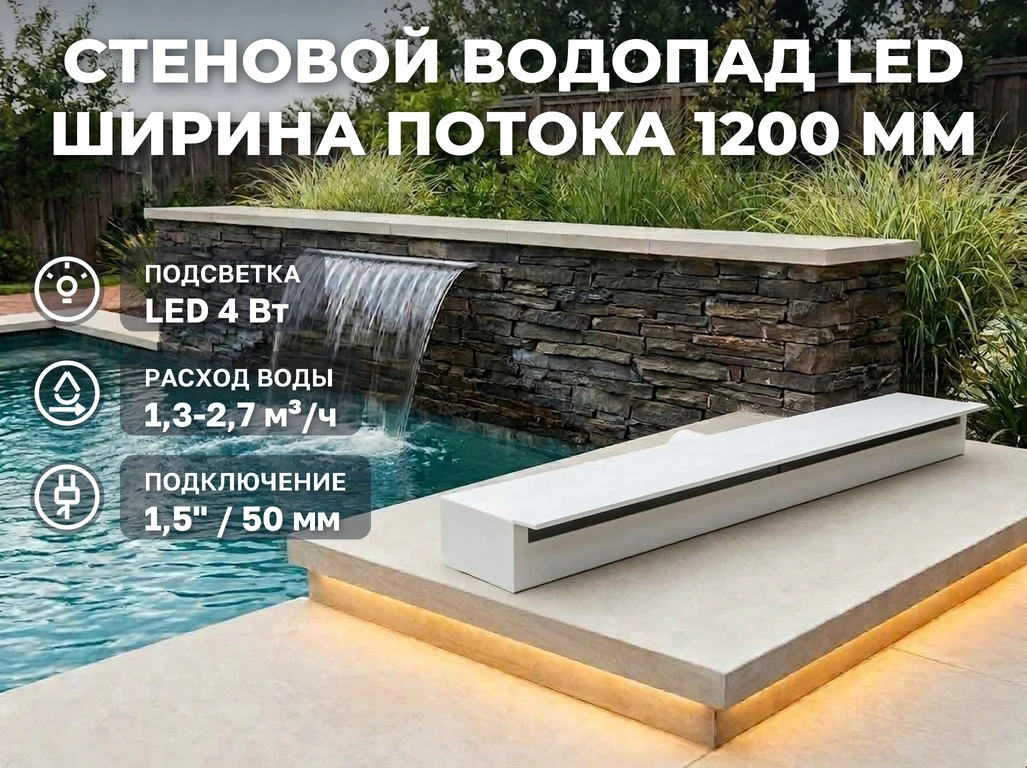 СТЕНОВОЙ ВОДОПАД LED
ШИРИНА ПОТОКА 1200 ММ
ПОДСВЕТКА
LED 4 Вт
РАСХОД ВОДЫ
1,3-2,7 м³/ч
ПОДКЛЮЧЕНИЕ
1,5" / 50 мм